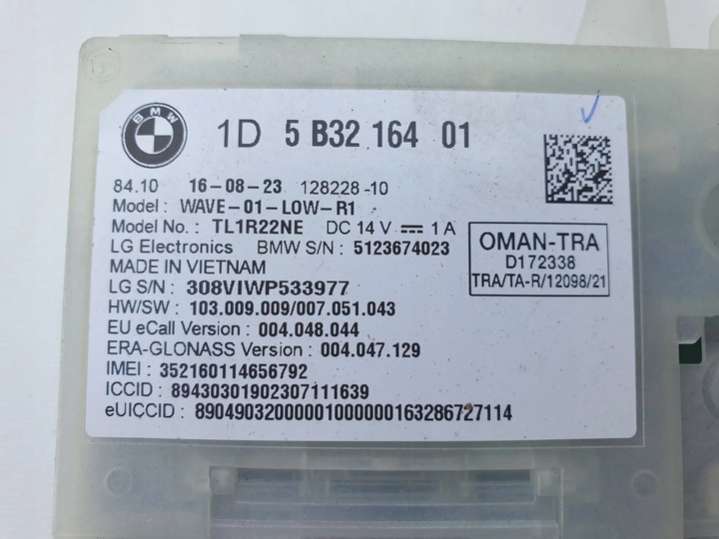 BMW
1D 5 B32 164 01
84.10 16-08-23 128228-10
Model : WAVE-01-LOW-R1
Model No. : TL1R22NE DC 14 V ⎓ 1 A
LG Electronics BMW S/N : 5123674023
MADE IN VIETNAM
LG S/N : 308VIWP533977
HW/SW : 103.009.009/007.051.043
EU eCall Version : 004.048.044
ERA-GLONASS Version : 004.047.129
IMEI : 352160114656792
ICCID : 89430301902307111639
eUICCID : 89049032000001000000163286727114
OMAN-TRA
D172338
TRA/TA-R/12098/21